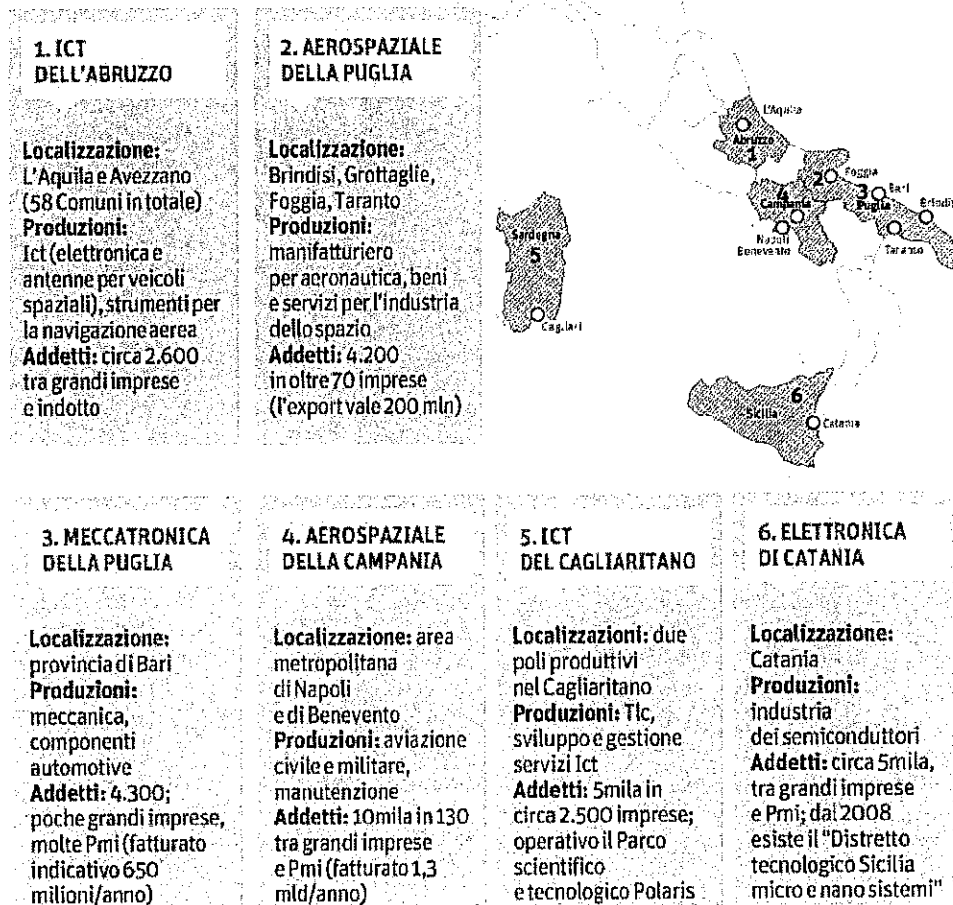 1. ICT
DELL'ABRUZZO
Localizzazione:
L'Aquila e Avezzano
(58 Comuni in totale)
Produzioni:
Ict (elettronica e
antenne per veicoli
spaziali), strumenti per
la navigazione aerea
Addetti: circa 2.600
tra grandi imprese
e indotto
2. AEROSPAZIALE
DELLA PUGLIA
Localizzazione:
Brindisi, Grottaglie,
Foggia, Taranto
Produzioni:
manifatturiero
per aeronautica, beni
e servizi per l'industria
dello spazio
Addetti: 4.200
in oltre 70 imprese
(l'export vale 200 mln)
L'Aquila
Abruzzo
1
2
Foggia
4
Campania
3
Bari
Puglia
Brindisi
Napoli
Benevento
Taranto
Sardegna
5
Cagliari
6
Sicilia
Catania
3. MECCATRONICA
DELLA PUGLIA
Localizzazione:
provincia di Bari
Produzioni:
meccanica,
componenti
automotive
Addetti: 4.300;
poche grandi imprese,
molte Pmi (fatturato
indicativo 650
milioni/anno)
4. AEROSPAZIALE
DELLA CAMPANIA
Localizzazione: area
metropolitana
di Napoli
e di Benevento
Produzioni: aviazione
civile e militare,
manutenzione
Addetti: 10mila in 130
tra grandi imprese
e Pmi (fatturato 1,3
mld/anno)
5. ICT
DEL CAGLIARITANO
Localizzazioni: due
poli produttivi
nel Cagliaritano
Produzioni: Tlc,
sviluppo e gestione
servizi Ict
Addetti: 5mila in
circa 2.500 imprese;
operativo il Parco
scientifico
e tecnologico Polaris
6. ELETTRONICA
DI CATANIA
Localizzazione:
Catania
Produzioni:
industria
dei semiconduttori
Addetti: circa 5mila,
tra grandi imprese
e Pmi; dal 2008
esiste il "Distretto
tecnologico Sicilia
micro e nano sistemi"